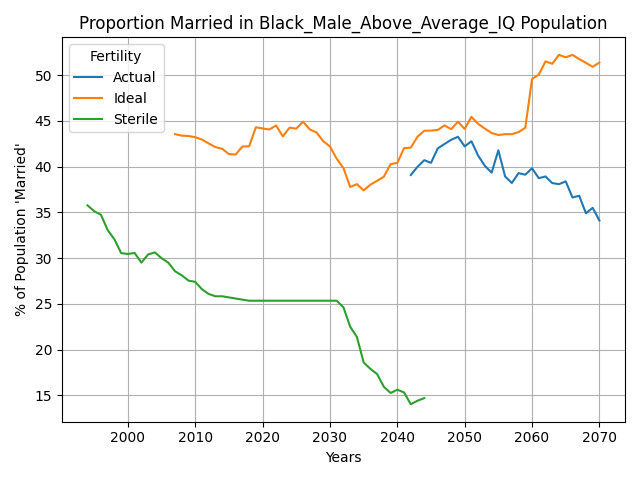 Proportion Married in Black_Male_Above_Average_IQ Population
Fertility
Actual
Ideal
Sterile
% of Population 'Married'
50
45
40
35
30
25
20
15
2000 2010 2020 2030 2040 2050 2060 2070
Years